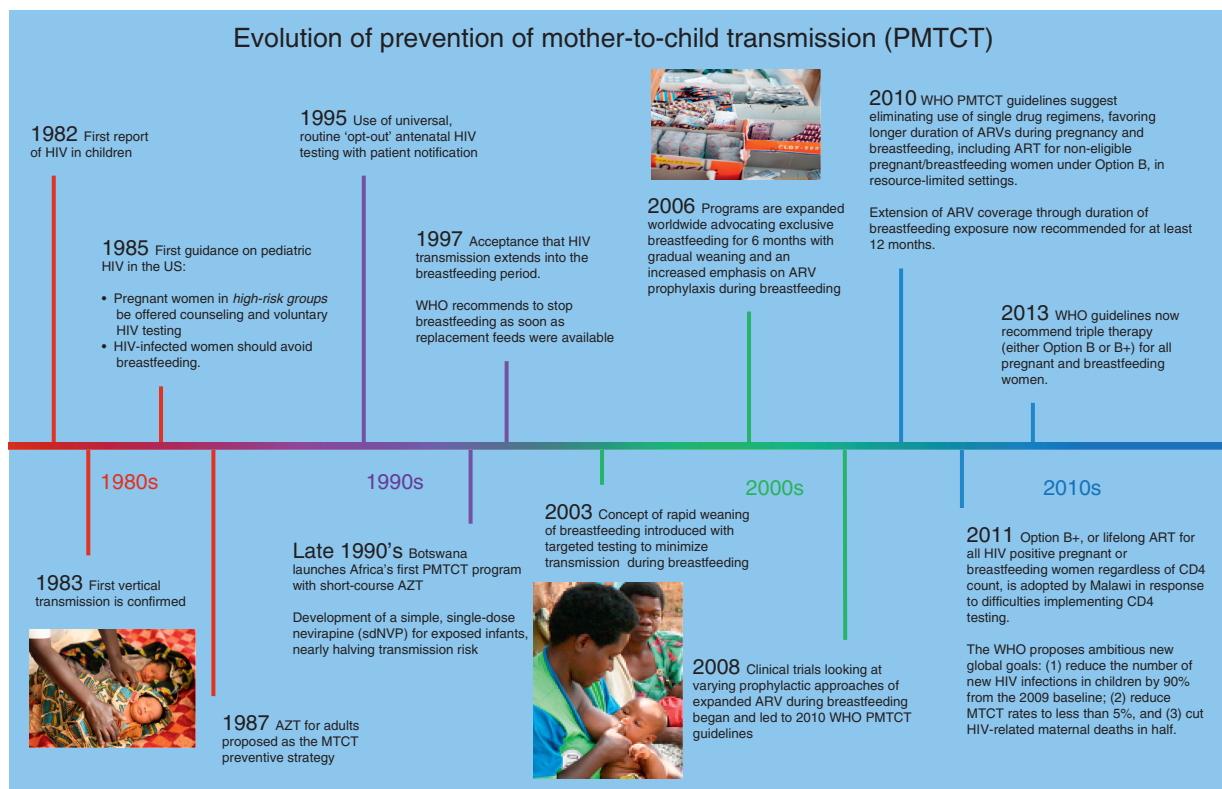 Evolution of prevention of mother-to-child transmission (PMTCT)
1982 First report
of HIV in children
1985 First guidance on pediatric
HIV in the US:
• Pregnant women in high-risk groups
be offered counseling and voluntary
HIV testing
• HIV-infected women should avoid
breastfeeding.
1995 Use of universal,
routine ‘opt-out’ antenatal HIV
testing with patient notification
1997 Acceptance that HIV
transmission extends into the
breastfeeding period.
WHO recommends to stop
breastfeeding as soon as
replacement feeds were available
2006 Programs are expanded
worldwide advocating exclusive
breastfeeding for 6 months with
gradual weaning and an
increased emphasis on ARV
prophylaxis during breastfeeding
2010 WHO PMTCT guidelines suggest
eliminating use of single drug regimens, favoring
longer duration of ARVs during pregnancy and
breastfeeding, including ART for non-eligible
pregnant/breastfeeding women under Option B, in
resource-limited settings.
Extension of ARV coverage through duration of
breastfeeding exposure now recommended for at least
12 months.
2013 WHO guidelines now
recommend triple therapy
(either Option B or B+) for all
pregnant and breastfeeding
women.
1980s
1990s
2000s
2010s
1983 First vertical
transmission is confirmed
1987 AZT for adults
proposed as the MTCT
preventive strategy
Late 1990’s Botswana
launches Africa’s first PMTCT program
with short-course AZT
Development of a simple, single-dose
nevirapine (sdNVP) for exposed infants,
nearly halving transmission risk
2003 Concept of rapid weaning
of breastfeeding introduced with
targeted testing to minimize
transmission during breastfeeding
2008 Clinical trials looking at
varying prophylactic approaches of
expanded ARV during breastfeeding
began and led to 2010 WHO PMTCT
guidelines
2011 Option B+, or lifelong ART for
all HIV positive pregnant or
breastfeeding women regardless of CD4
count, is adopted by Malawi in response
to difficulties implementing CD4
testing.
The WHO proposes ambitious new
global goals: (1) reduce the number of
new HIV infections in children by 90%
from the 2009 baseline; (2) reduce
MTCT rates to less than 5%, and (3) cut
HIV-related maternal deaths in half.